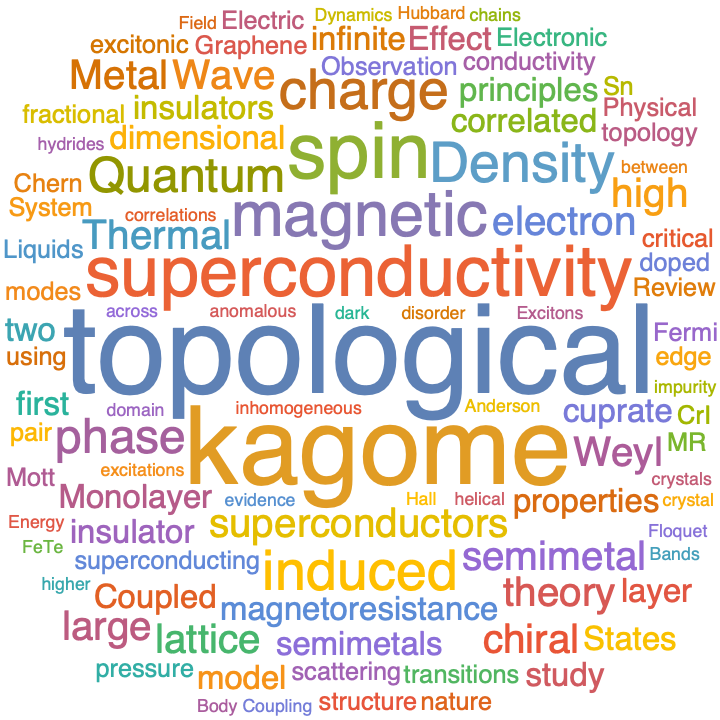 Field Electric Dynamics Hubbard chains
excitonic Graphene infinite Effect Electronic
Metal Wave Observation conductivity
charge principles Sn
fractional insulators correlated Physical
hydrides dimensional spin topology
Quantum Density between
Chern high
System correlations magnetic electron
Liquids Thermal critical
superconductivity doped
modes Review
across anomalous dark disorder Excitons
two topological Fermi
using edge
first impurity
domain inhomogeneous Anderson cuprate CrI
pair phase kagome Weyl MR
Mott excitations crystals
Monolayer evidence Hall helical properties crystal
Energy insulator superconductors Floquet
FeTe superconducting semimetal Bands
higher induced
Coupled theory layer
large magnetoresistance
lattice semimetals chiral States
pressure model scattering transitions study
Body Coupling structure nature